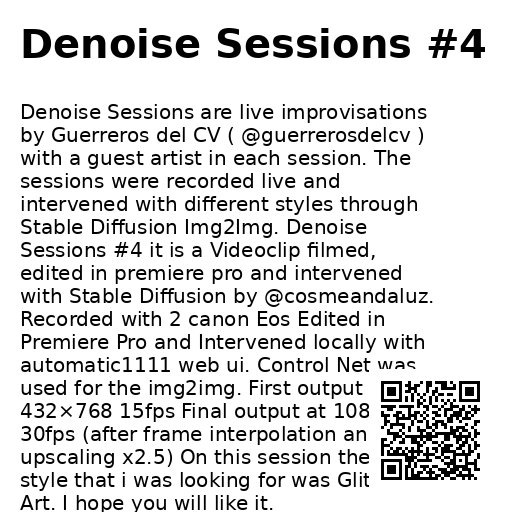 Denoise Sessions #4
Denoise Sessions are live improvisations
by Guerreros del CV ( @guerrerosdelcv )
with a guest artist in each session. The
sessions were recorded live and
intervened with different styles through
Stable Diffusion Img2Img. Denoise
Sessions #4 it is a Videoclip filmed,
edited in premiere pro and intervened
with Stable Diffusion by @cosmeandaluz.
Recorded with 2 canon Eos Edited in
Premiere Pro and Intervened locally with
automatic1111 web ui. Control Net was
used for the img2img. First output
432×768 15fps Final output at 108
30fps (after frame interpolation an
upscaling x2.5) On this session the
style that i was looking for was Glit
Art. I hope you will like it.